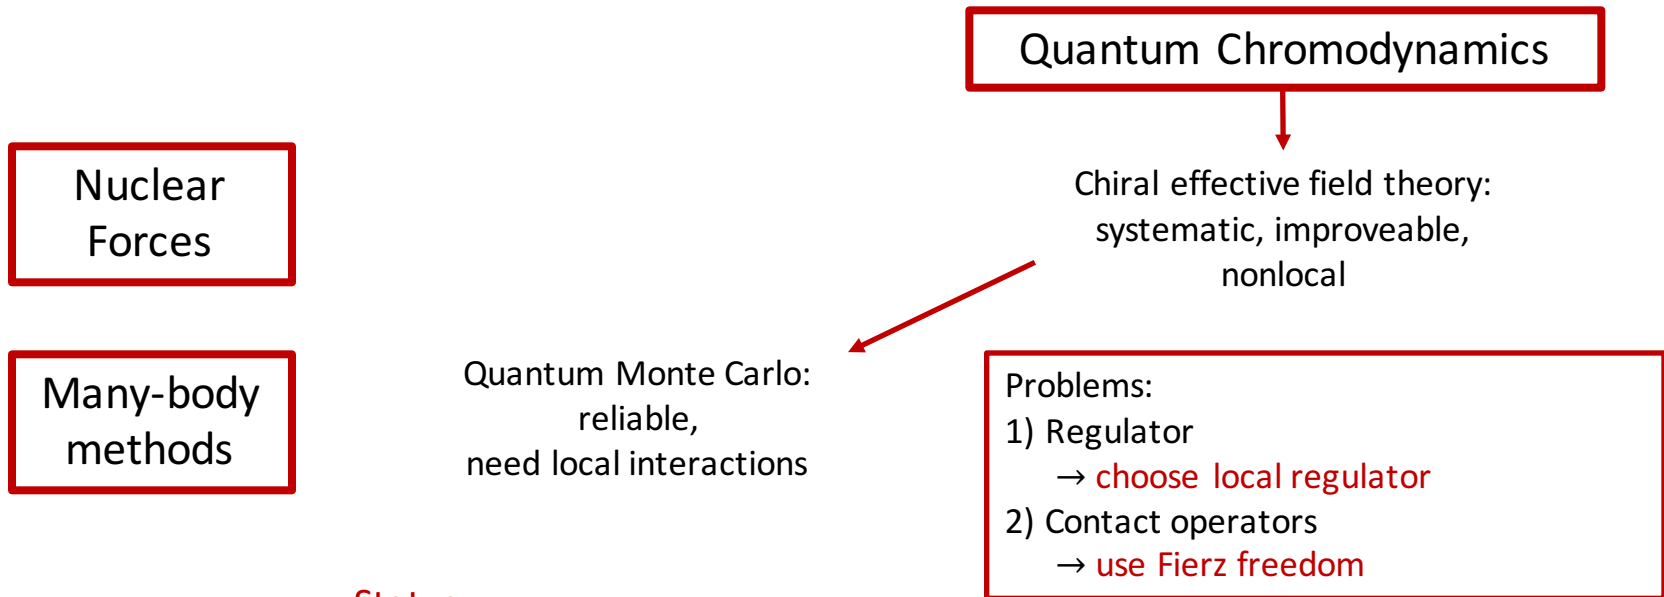 Quantum Chromodynamics
Nuclear
Forces
Chiral effective field theory:
systematic, improveable,
nonlocal
Many-body
methods
Quantum Monte Carlo:
reliable,
need local interactions
Problems:
1) Regulator
→ choose local regulator
2) Contact operators
→ use Fierz freedom